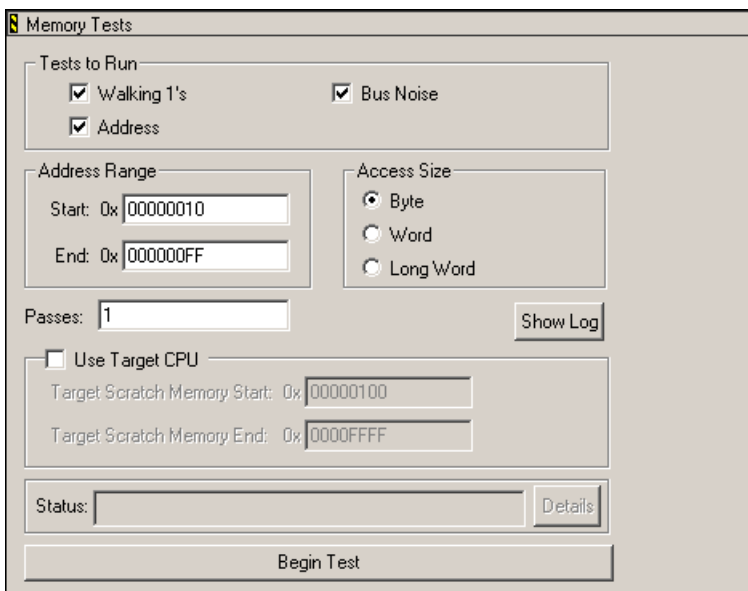 Memory Tests
Tests to Run
Walking 1's
Bus Noise
Address
Address Range
Start: 0x 00000010
End: 0x 000000FF
Access Size
Byte
Word
Long Word
Passes: 1
Show Log
Use Target CPU
Target Scratch Memory Start: 0x 00000100
Target Scratch Memory End: 0x 0000FFFF
Status:
Details
Begin Test